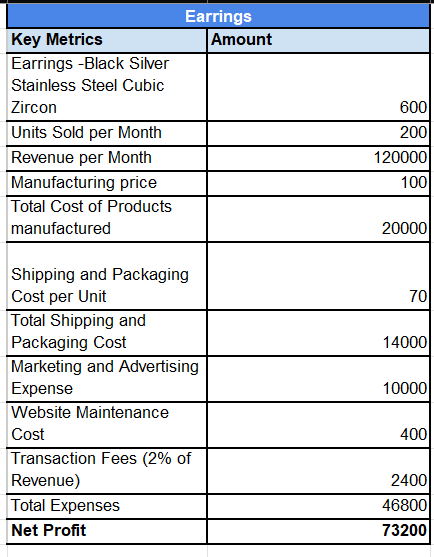 Earrings
Key Metrics Amount
Earrings -Black Silver
Stainless Steel Cubic
Zircon 600
Units Sold per Month 200
Revenue per Month 120000
Manufacturing price 100
Total Cost of Products
manufactured 20000
Shipping and Packaging
Cost per Unit 70
Total Shipping and
Packaging Cost 14000
Marketing and Advertising
Expense 10000
Website Maintenance
Cost 400
Transaction Fees (2% of
Revenue) 2400
Total Expenses 46800
Net Profit 73200